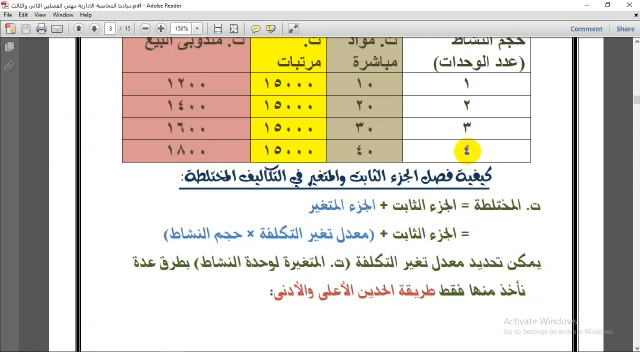 مبادئ المحاسبة الادارية مهنى الفصلين الثانى والثالث.pdf - Adobe Reader
File Edit View Window Help
3 / 15 150% Comment Share
حجم النشاط ت. مواد ت. ت. مندوبى البيع
(عدد الوحدات) مباشرة مرتبات
١ ١٠ ١٥٠٠٠ ١٢٠٠
٢ ٢٠ ١٥٠٠٠ ١٤٠٠
٣ ٣٠ ١٥٠٠٠ ١٦٠٠
٤ ٤٠ ١٥٠٠٠ ١٨٠٠
كيفية فصل الجزء الثابت والمتغير في التكاليف المختلطة:
ت. المختلطة = الجزء الثابت + الجزء المتغير
= الجزء الثابت + (معدل تغير التكلفة × حجم النشاط)
يمكن تحديد معدل تغير التكلفة (ت. المتغيرة لوحدة النشاط) بطرق عدة
نأخذ منها فقط طريقة الحدين الأعلى والأدنى:
Activate Windows
Go to Settings to activate Windows.